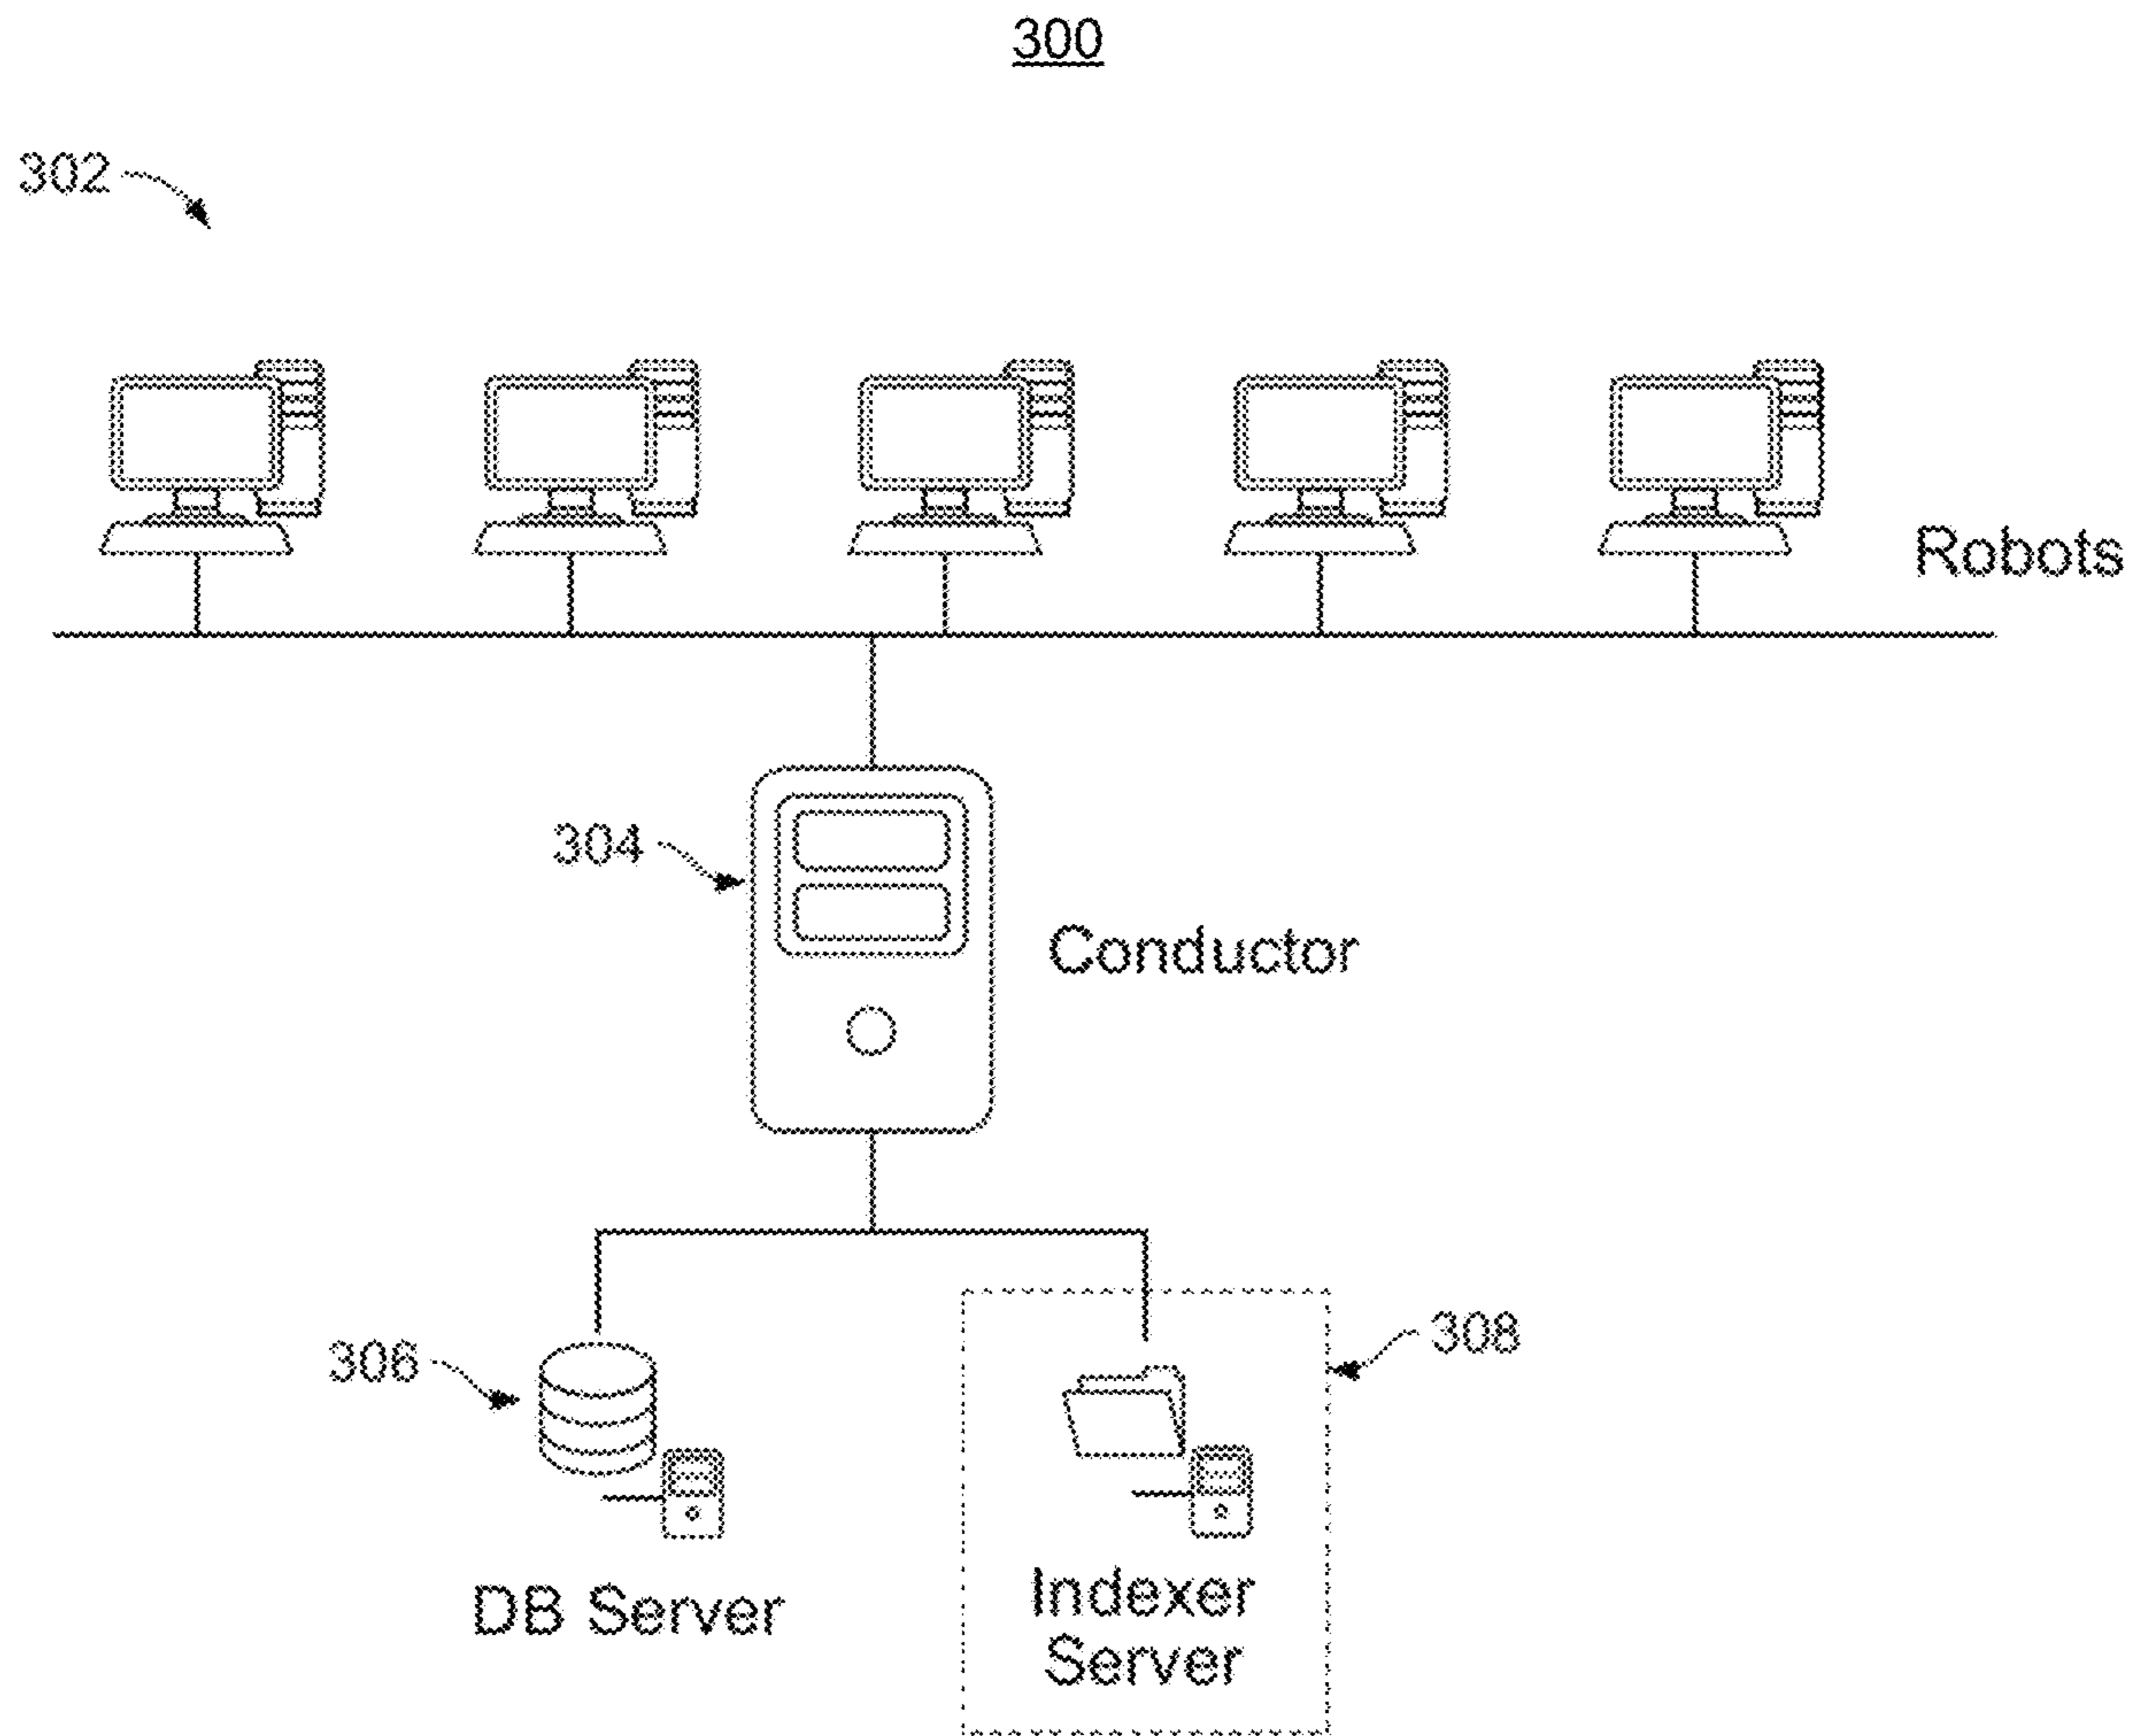 300
302
Robots
304
Conductor
306
308
DB Server
Indexer
Server